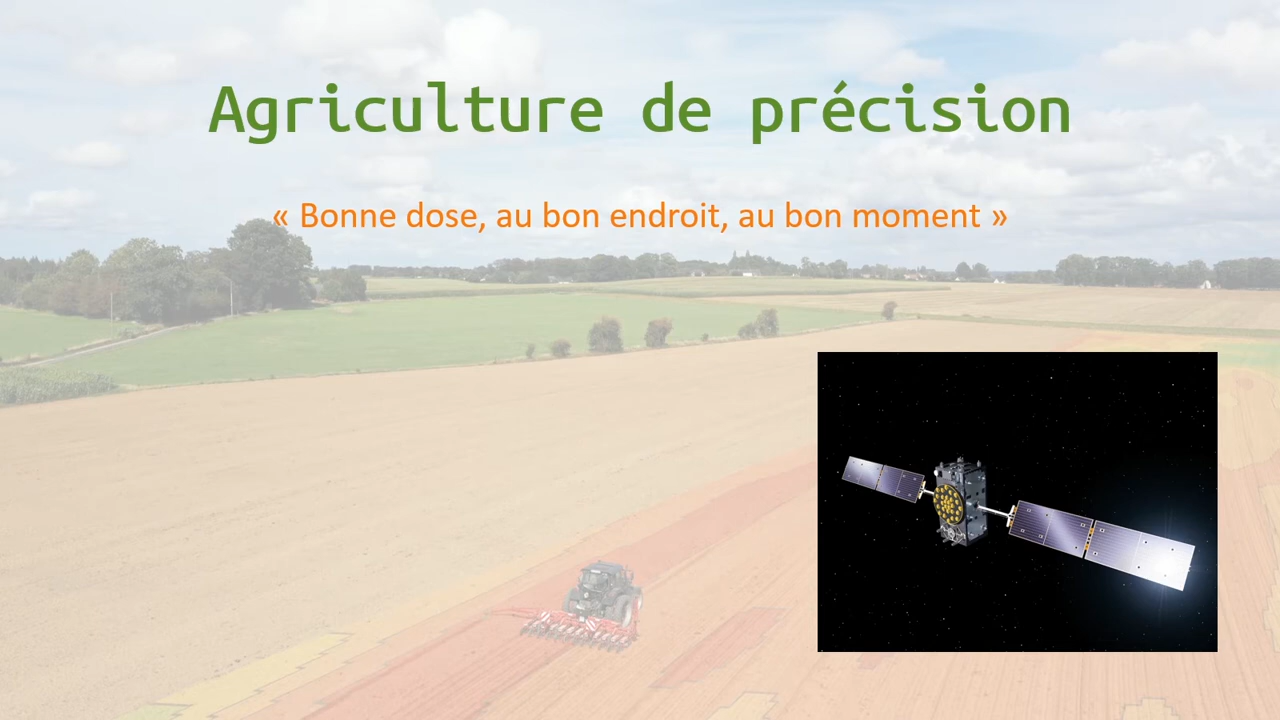 Agriculture de précision
« Bonne dose, au bon endroit, au bon moment »